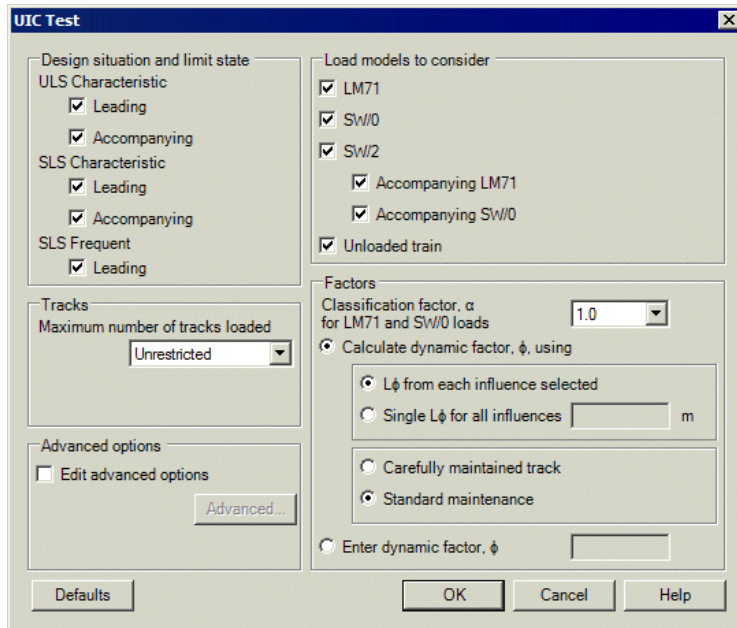 UIC Test
Design situation and limit state
ULS Characteristic
Leading
Accompanying
SLS Characteristic
Leading
Accompanying
SLS Frequent
Leading
Tracks
Maximum number of tracks loaded
Unrestricted
Advanced options
Edit advanced options
Advanced...
Load models to consider
LM71
SW/0
SW/2
Accompanying LM71
Accompanying SW/0
Unloaded train
Factors
Classification factor, α
for LM71 and SW/0 loads
1.0
Calculate dynamic factor, ϕ, using
Lϕ from each influence selected
Single Lϕ for all influences m
Carefully maintained track
Standard maintenance
Enter dynamic factor, ϕ
Defaults OK Cancel Help